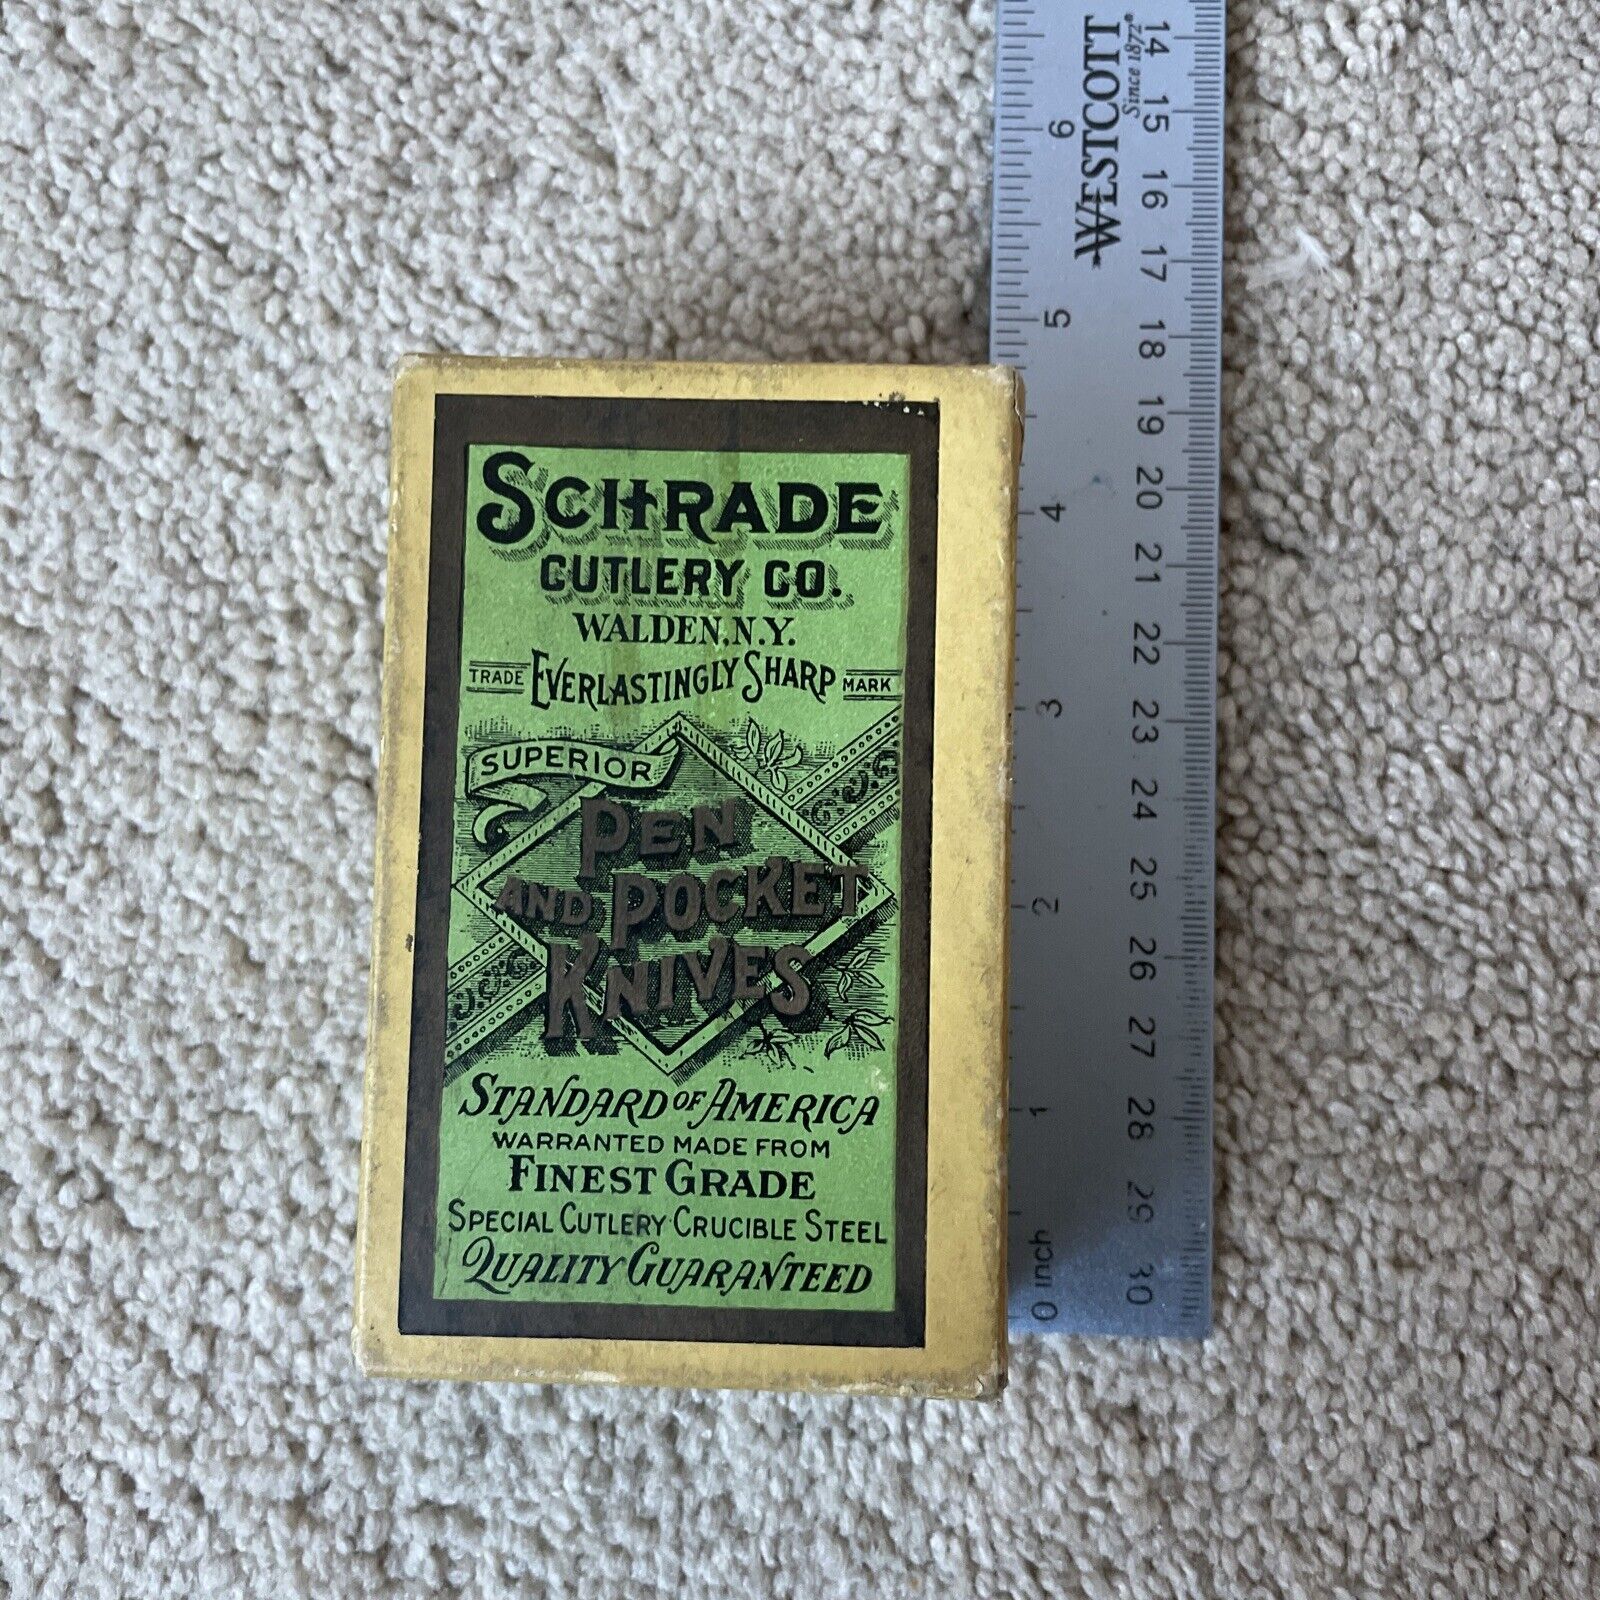 SCHRADE
CUTLERY CO.
WALDEN, N.Y.
TRADE EVERLASTINGLY SHARP MARK
SUPERIOR
PEN
AND POCKET
KNIVES
STANDARD OF AMERICA
WARRANTED MADE FROM
FINEST GRADE
SPECIAL CUTLERY CRUCIBLE STEEL
QUALITY GUARANTEED
WESTCOTT®
Since 1872
6
5
4
3
2
1
0 inch
14
15
16
17
18
19
20
21
22
23
24
25
26
27
28
29
30